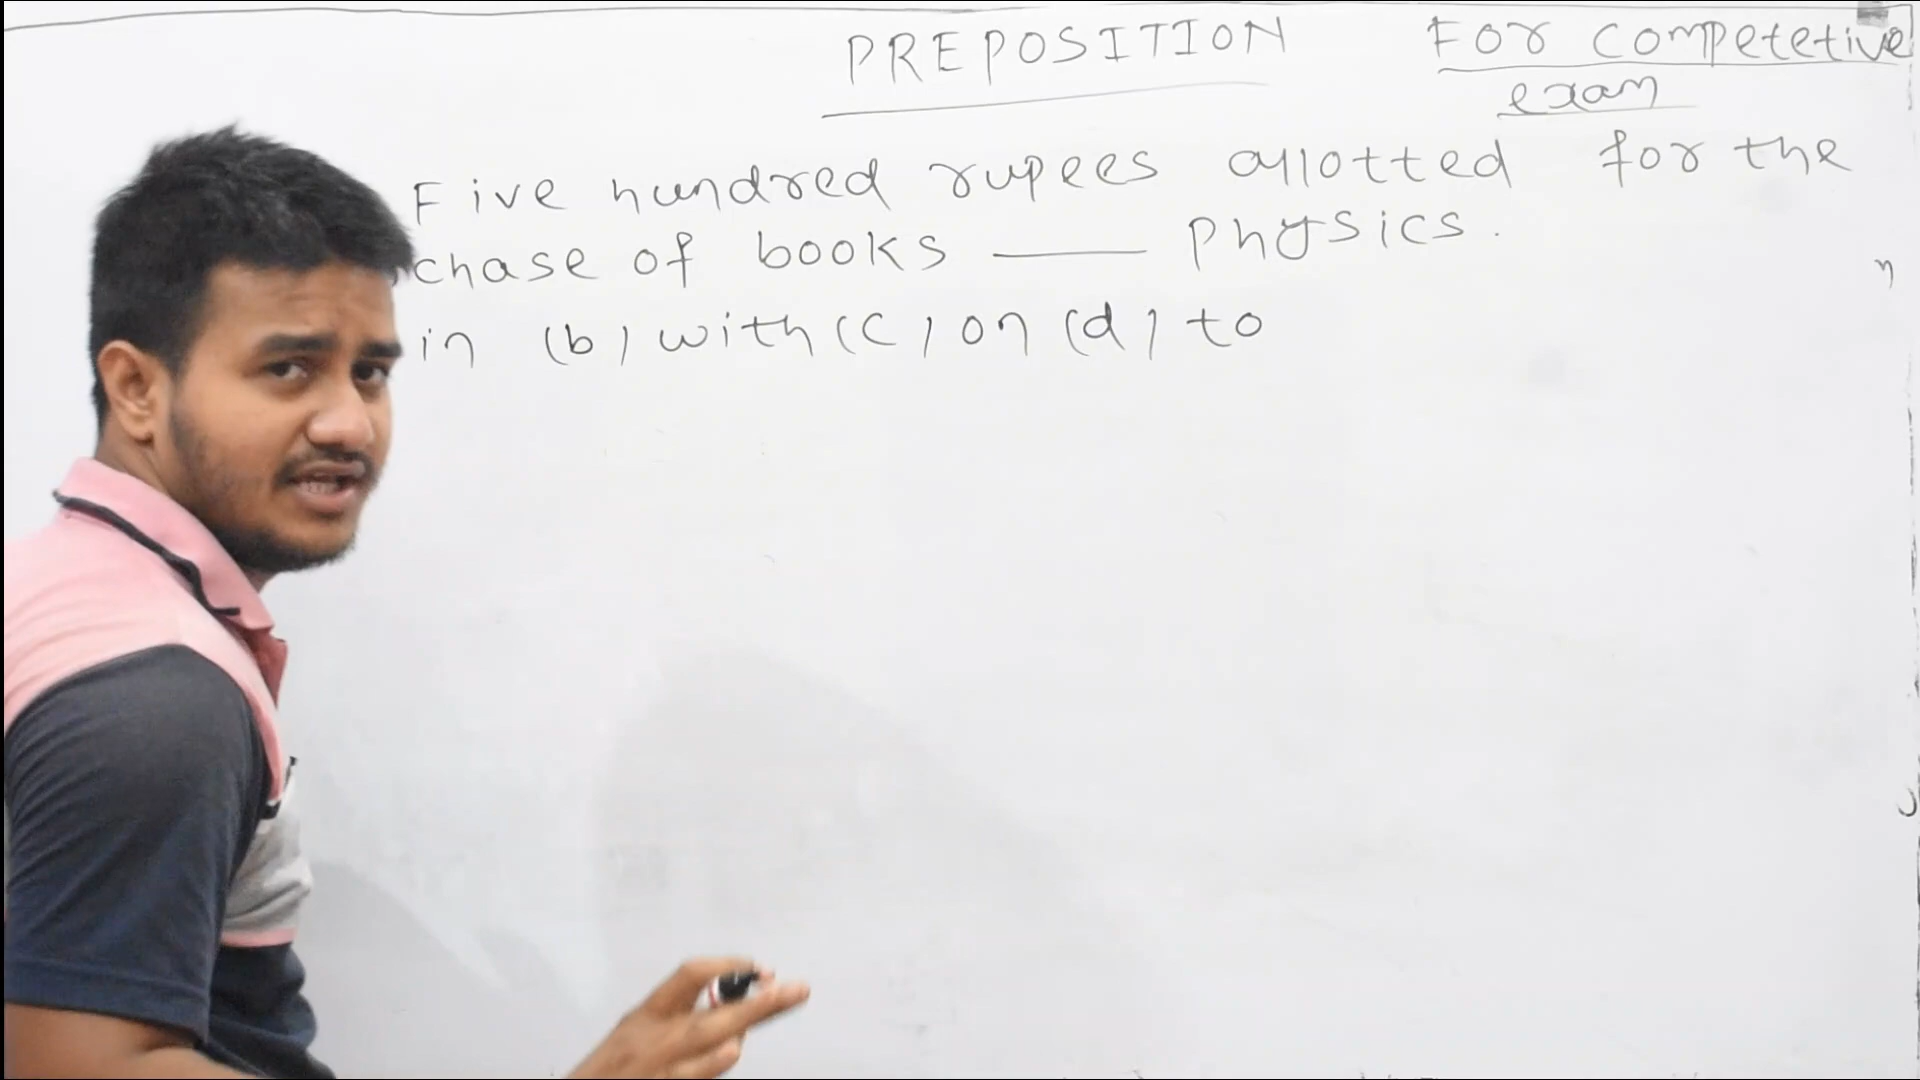 PREPOSITION
For competetive
exam
Five hundred rupees allotted for the
chase of books ____ Physics.
in (b) with (c) on (d) to